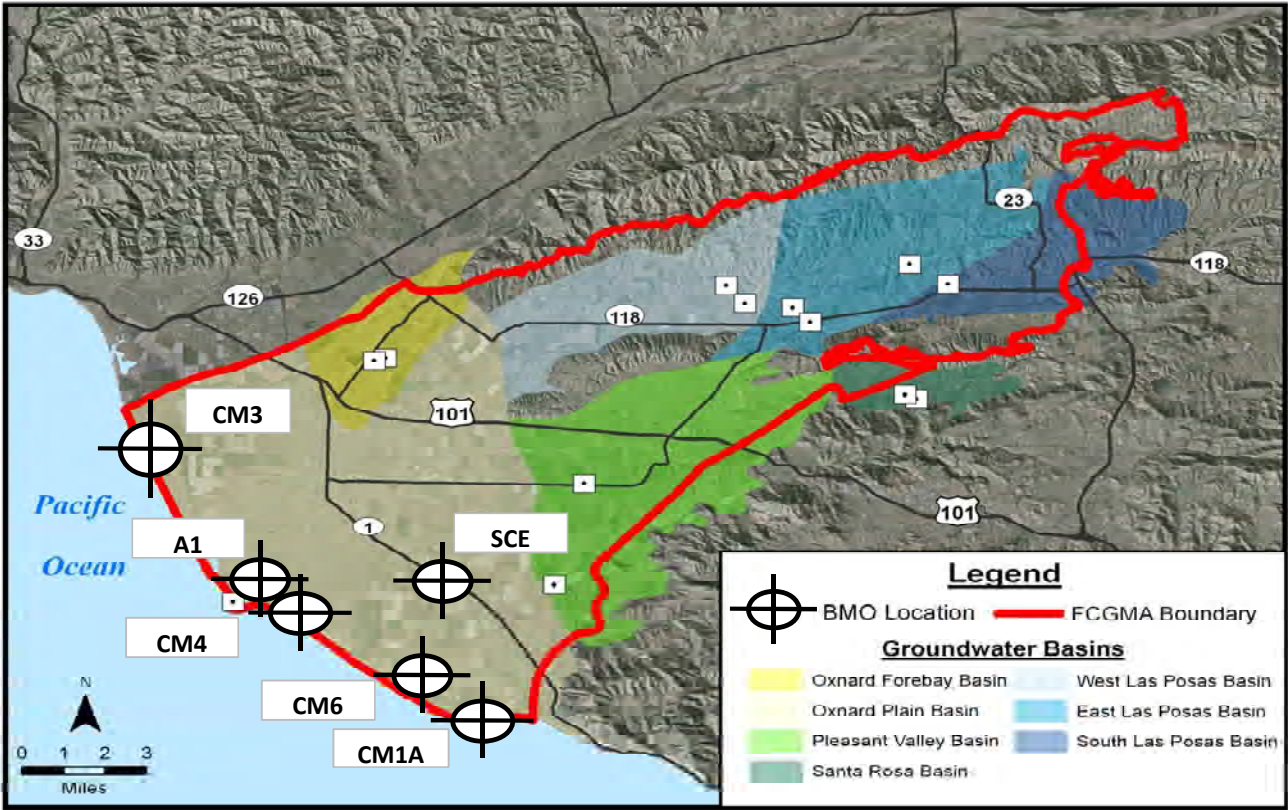 33
126
23
118
118
CM3
101
Pacific
Ocean
A1
1
SCE
101
CM4
CM6
CM1A
N
0 1 2 3
Miles
Legend
BMO Location FCGMA Boundary
Groundwater Basins
Oxnard Forebay Basin West Las Posas Basin
Oxnard Plain Basin East Las Posas Basin
Pleasant Valley Basin South Las Posas Basin
Santa Rosa Basin